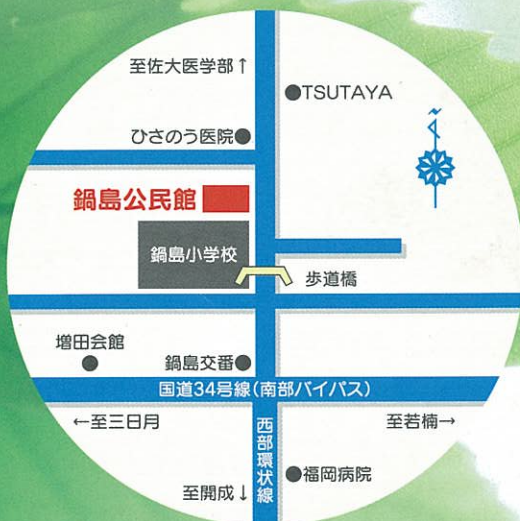 至佐大医学部↑
●TSUTAYA
ひさのう医院●
鍋島公民館
鍋島小学校
歩道橋
増田会館
鍋島交番●
国道34号線(南部バイパス)
←至三日月
至若楠→
西部環状線
●福岡病院
至開成↓